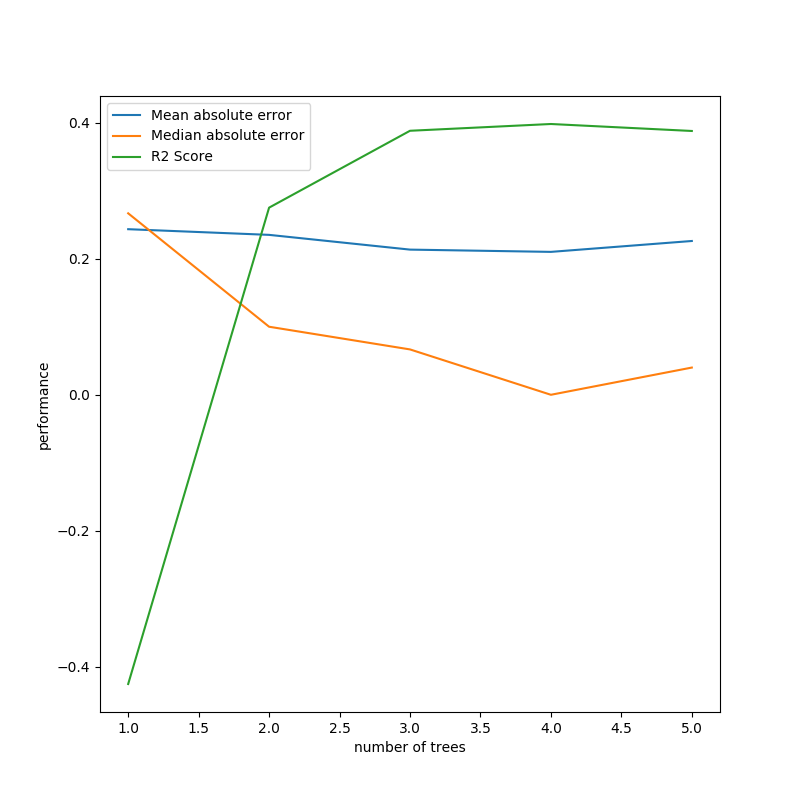 Mean absolute error
Median absolute error
R2 Score
0.4
0.2
0.0
−0.2
−0.4
performance
1.0 1.5 2.0 2.5 3.0 3.5 4.0 4.5 5.0
number of trees